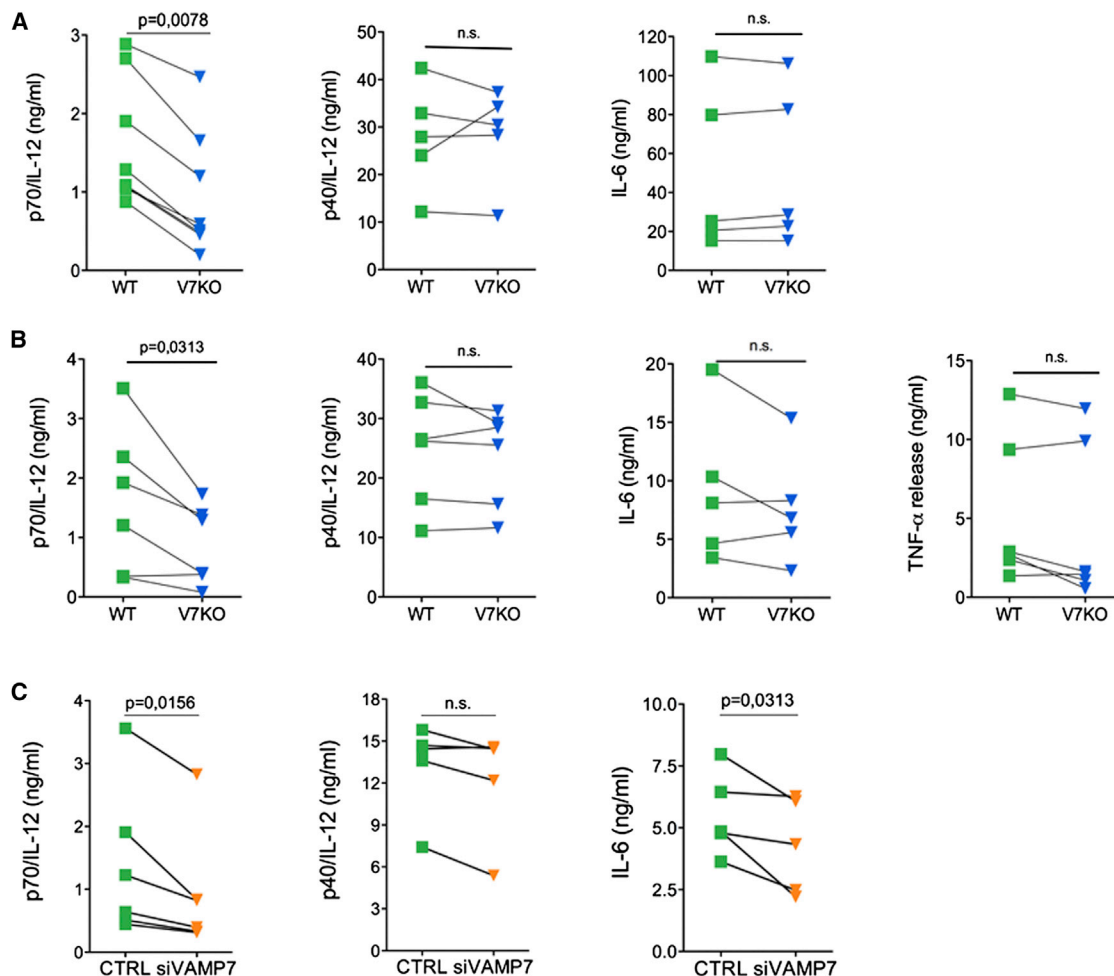 A
p70/IL-12 (ng/ml)
3
2
1
0
p=0,0078
WT V7KO
p40/IL-12 (ng/ml)
50
40
30
20
10
0
n.s.
WT V7KO
IL-6 (ng/ml)
120
100
80
60
40
20
0
n.s.
WT V7KO
B
p70/IL-12 (ng/ml)
4
3
2
1
0
p=0,0313
WT V7KO
p40/IL-12 (ng/ml)
40
30
20
10
0
n.s.
WT V7KO
IL-6 (ng/ml)
20
15
10
5
0
n.s.
WT V7KO
TNF-α release (ng/ml)
15
10
5
0
n.s.
WT V7KO
C
p70/IL-12 (ng/ml)
4
3
2
1
0
p=0,0156
CTRL siVAMP7
p40/IL-12 (ng/ml)
18
15
12
9
6
3
0
n.s.
CTRL siVAMP7
IL-6 (ng/ml)
10.0
7.5
5.0
2.5
0.0
p=0,0313
CTRL siVAMP7